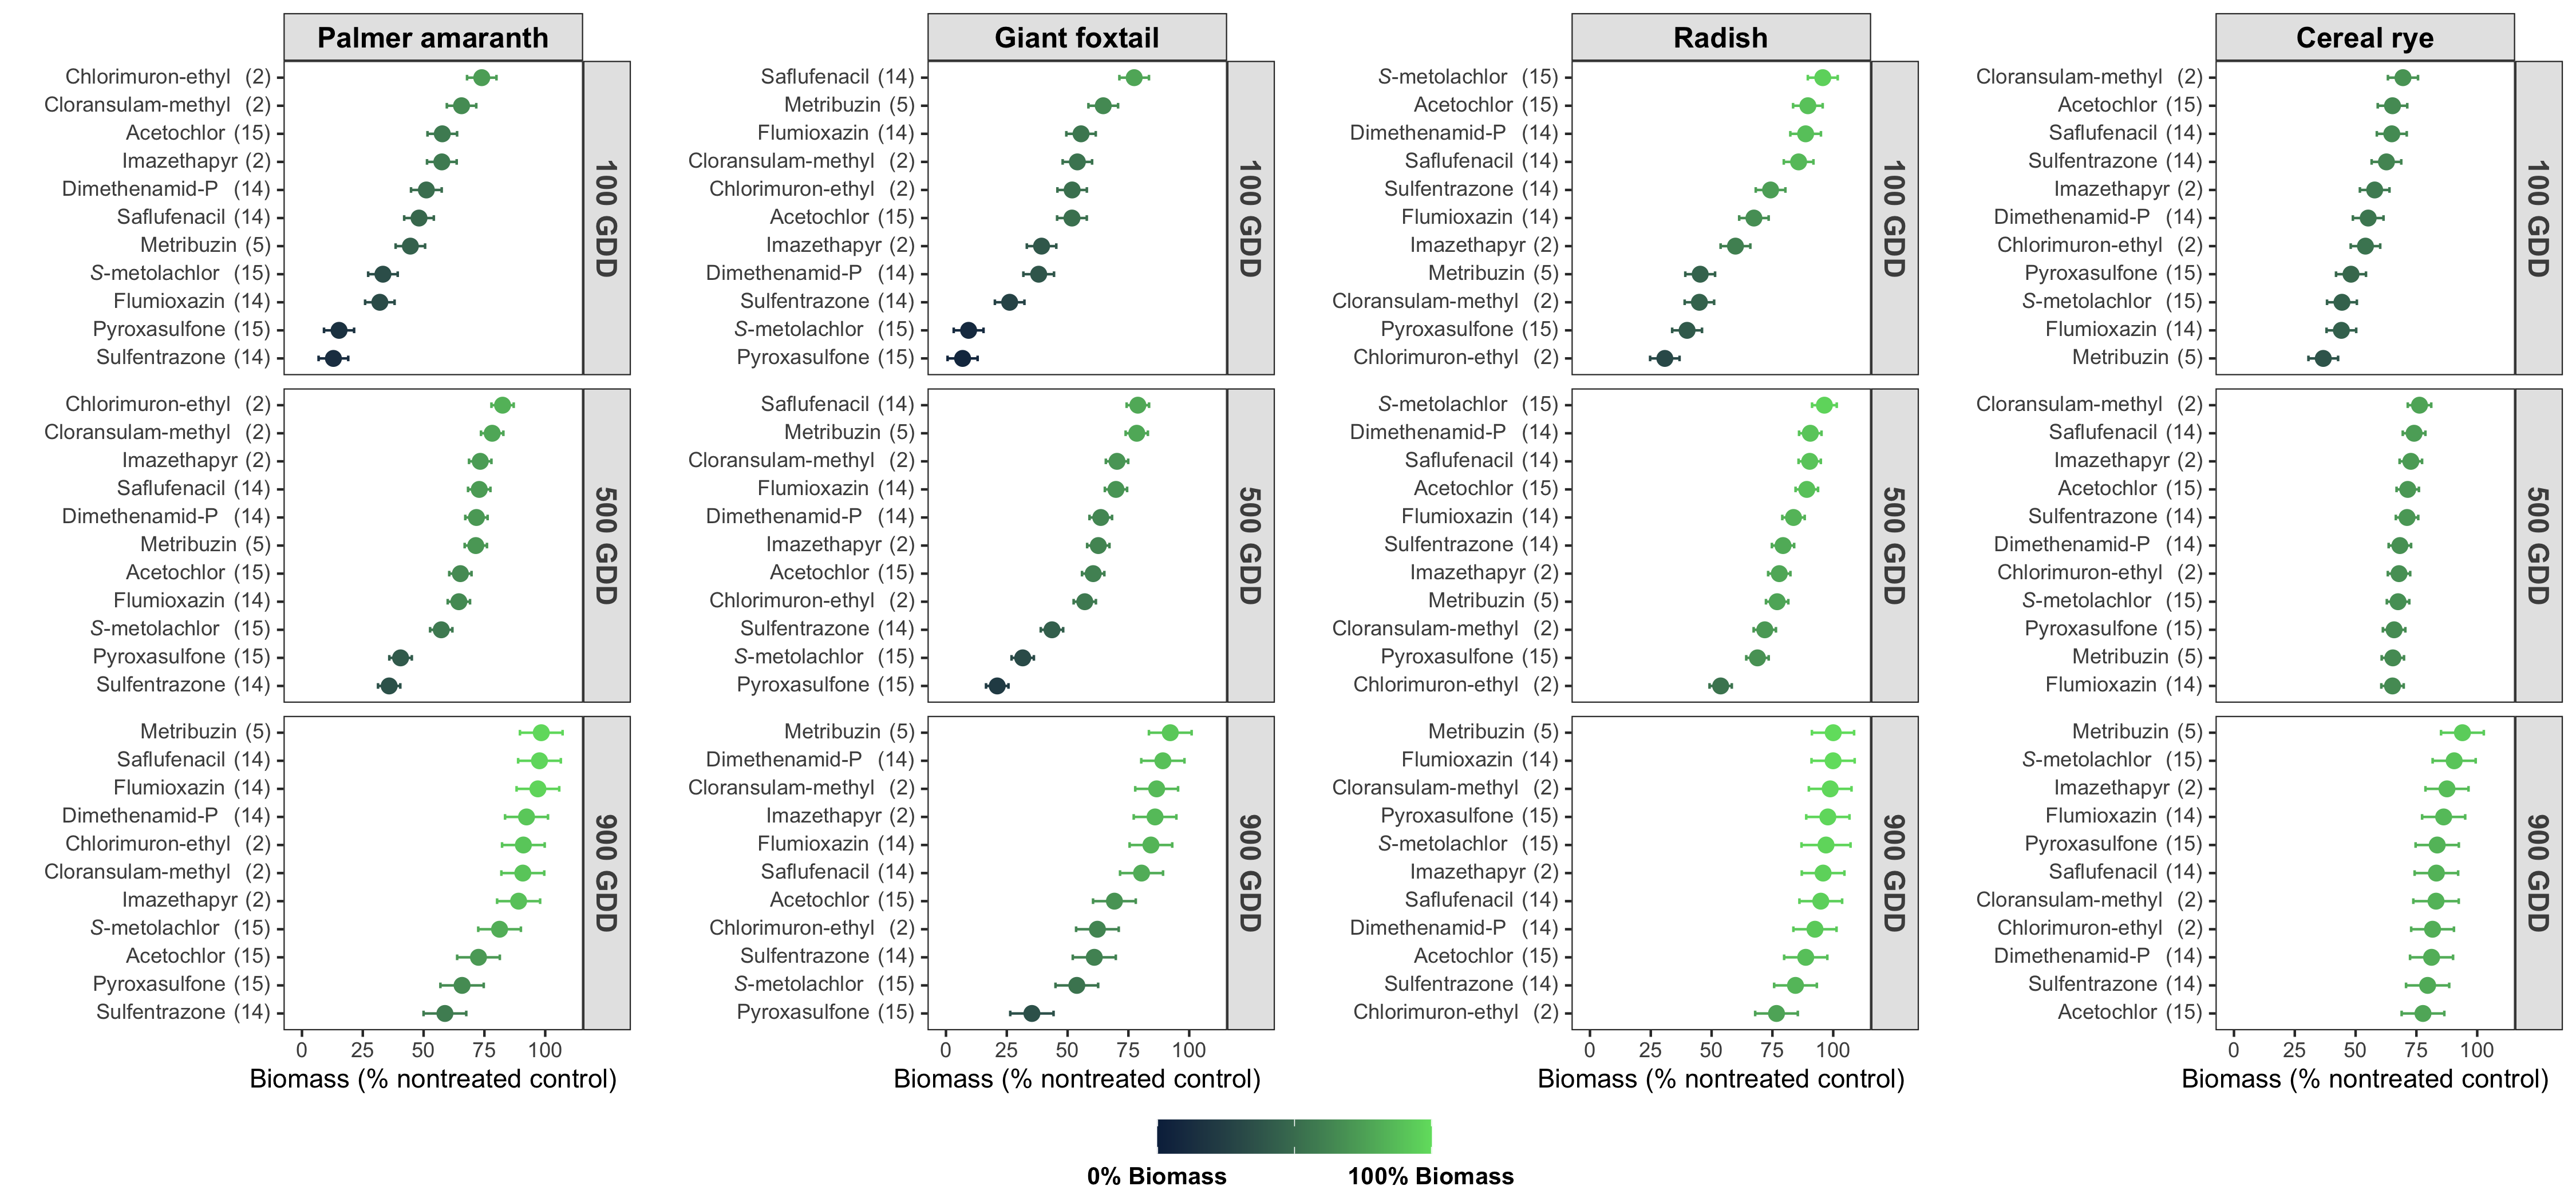 Palmer amaranth
Chlorimuron-ethyl (2)
Cloransulam-methyl (2)
Acetochlor (15)
Imazethapyr (2)
Dimethenamid-P (14)
Saflufenacil (14)
Metribuzin (5)
S-metolachlor (15)
Flumioxazin (14)
Pyroxasulfone (15)
Sulfentrazone (14)
100 GDD
Chlorimuron-ethyl (2)
Cloransulam-methyl (2)
Imazethapyr (2)
Saflufenacil (14)
Dimethenamid-P (14)
Metribuzin (5)
Acetochlor (15)
Flumioxazin (14)
S-metolachlor (15)
Pyroxasulfone (15)
Sulfentrazone (14)
500 GDD
Metribuzin (5)
Saflufenacil (14)
Flumioxazin (14)
Dimethenamid-P (14)
Chlorimuron-ethyl (2)
Cloransulam-methyl (2)
Imazethapyr (2)
S-metolachlor (15)
Acetochlor (15)
Pyroxasulfone (15)
Sulfentrazone (14)
900 GDD
0 25 50 75 100
Biomass (% nontreated control)
Giant foxtail
Saflufenacil (14)
Metribuzin (5)
Flumioxazin (14)
Cloransulam-methyl (2)
Chlorimuron-ethyl (2)
Acetochlor (15)
Imazethapyr (2)
Dimethenamid-P (14)
Sulfentrazone (14)
S-metolachlor (15)
Pyroxasulfone (15)
100 GDD
Saflufenacil (14)
Metribuzin (5)
Cloransulam-methyl (2)
Flumioxazin (14)
Dimethenamid-P (14)
Imazethapyr (2)
Acetochlor (15)
Chlorimuron-ethyl (2)
Sulfentrazone (14)
S-metolachlor (15)
Pyroxasulfone (15)
500 GDD
Metribuzin (5)
Dimethenamid-P (14)
Cloransulam-methyl (2)
Imazethapyr (2)
Flumioxazin (14)
Saflufenacil (14)
Acetochlor (15)
Chlorimuron-ethyl (2)
Sulfentrazone (14)
S-metolachlor (15)
Pyroxasulfone (15)
900 GDD
0 25 50 75 100
Biomass (% nontreated control)
Radish
S-metolachlor (15)
Acetochlor (15)
Dimethenamid-P (14)
Saflufenacil (14)
Sulfentrazone (14)
Flumioxazin (14)
Imazethapyr (2)
Metribuzin (5)
Cloransulam-methyl (2)
Pyroxasulfone (15)
Chlorimuron-ethyl (2)
100 GDD
S-metolachlor (15)
Dimethenamid-P (14)
Saflufenacil (14)
Acetochlor (15)
Flumioxazin (14)
Sulfentrazone (14)
Imazethapyr (2)
Metribuzin (5)
Cloransulam-methyl (2)
Pyroxasulfone (15)
Chlorimuron-ethyl (2)
500 GDD
Metribuzin (5)
Flumioxazin (14)
Cloransulam-methyl (2)
Pyroxasulfone (15)
S-metolachlor (15)
Imazethapyr (2)
Saflufenacil (14)
Dimethenamid-P (14)
Acetochlor (15)
Sulfentrazone (14)
Chlorimuron-ethyl (2)
900 GDD
0 25 50 75 100
Biomass (% nontreated control)
Cereal rye
Cloransulam-methyl (2)
Acetochlor (15)
Saflufenacil (14)
Sulfentrazone (14)
Imazethapyr (2)
Dimethenamid-P (14)
Chlorimuron-ethyl (2)
Pyroxasulfone (15)
S-metolachlor (15)
Flumioxazin (14)
Metribuzin (5)
100 GDD
Cloransulam-methyl (2)
Saflufenacil (14)
Imazethapyr (2)
Acetochlor (15)
Sulfentrazone (14)
Dimethenamid-P (14)
Chlorimuron-ethyl (2)
S-metolachlor (15)
Pyroxasulfone (15)
Metribuzin (5)
Flumioxazin (14)
500 GDD
Metribuzin (5)
S-metolachlor (15)
Imazethapyr (2)
Flumioxazin (14)
Pyroxasulfone (15)
Saflufenacil (14)
Cloransulam-methyl (2)
Chlorimuron-ethyl (2)
Dimethenamid-P (14)
Sulfentrazone (14)
Acetochlor (15)
900 GDD
0 25 50 75 100
Biomass (% nontreated control)
0% Biomass 100% Biomass